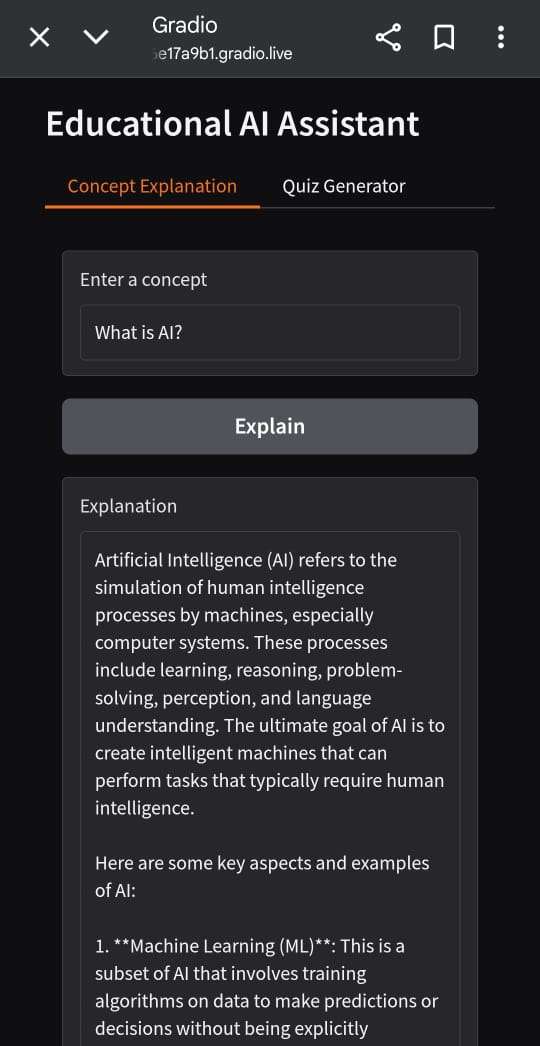 Gradio
e17a9b1.gradio.live
Educational AI Assistant
Concept Explanation
Quiz Generator
Enter a concept
What is AI?
Explain
Explanation
Artificial Intelligence (AI) refers to the
simulation of human intelligence
processes by machines, especially
computer systems. These processes
include learning, reasoning, problem-
solving, perception, and language
understanding. The ultimate goal of AI is to
create intelligent machines that can
perform tasks that typically require human
intelligence.
Here are some key aspects and examples
of AI:
1. **Machine Learning (ML)**: This is a
subset of AI that involves training
algorithms on data to make predictions or
decisions without being explicitly